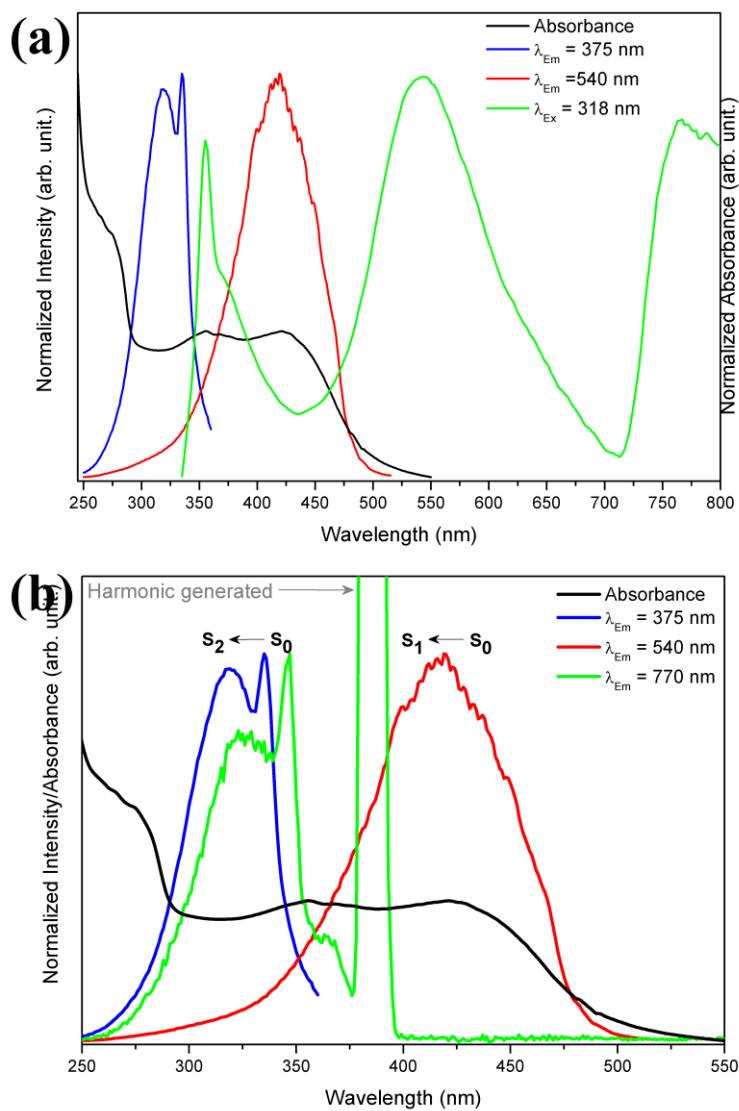 (a)
Absorbance
λEm = 375 nm
λEm =540 nm
λEx = 318 nm
Normalized Intensity (arb. unit.)
Normalized Absorbance (arb. unit.)
250 300 350 400 450 500 550 600 650 700 750 800
Wavelength (nm)
(b)
Harmonic generated
Absorbance
λEm = 375 nm
λEm = 540 nm
λEm = 770 nm
S2 S0
S1 S0
Normalized Intensity/Absorbance (arb. unit.)
250 300 350 400 450 500 550
Wavelength (nm)